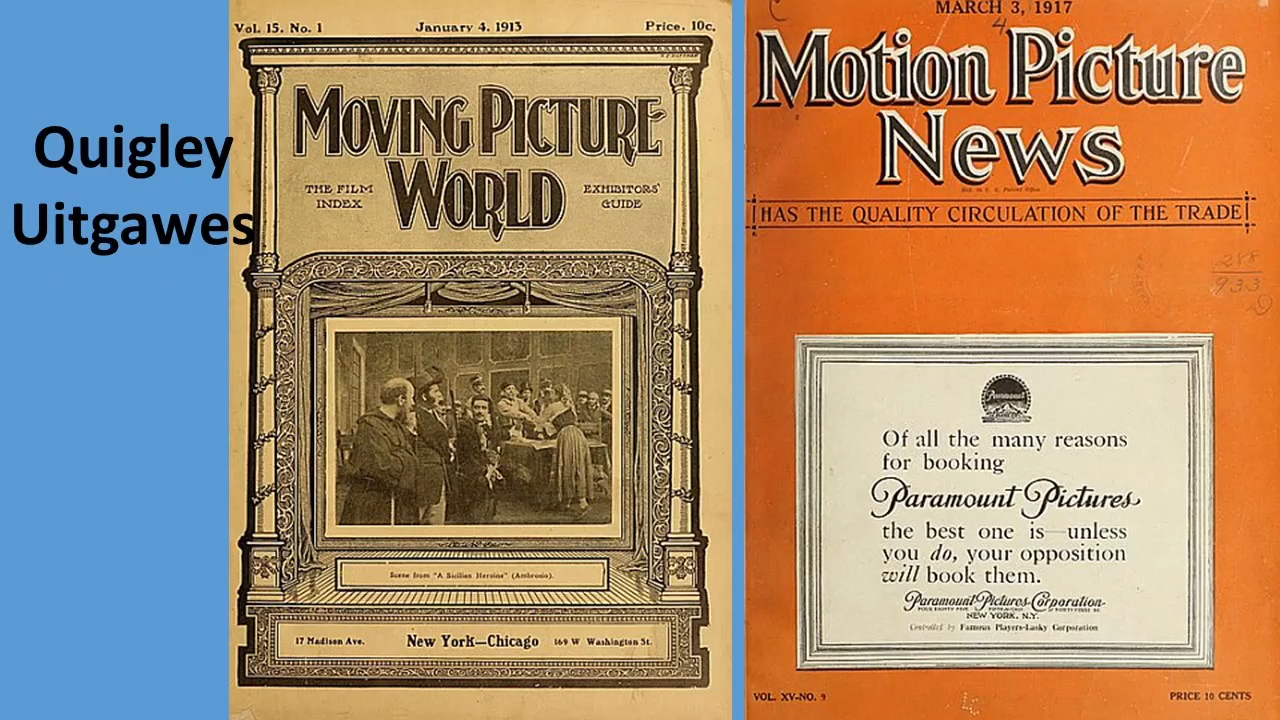 Quigley
Uitgawes
Vol. 15. No. 1 January 4. 1913 Price. 10c.
MOVING PICTURE
WORLD
THE FILM
INDEX
EXHIBITORS'
GUIDE
Scene from "A Sicilian Heroine" (Ambrosio).
17 Madison Ave. New York—Chicago 169 W Washington St.
MARCH 3, 1917
4
Motion Picture
News
HAS THE QUALITY CIRCULATION OF THE TRADE
933
Paramount
Of all the many reasons
for booking
Paramount Pictures
the best one is—unless
you do, your opposition
will book them.
Paramount Pictures Corporation
NEW YORK, N.Y.
Controlled by Famous Players-Lasky Corporation
VOL. XV-NO. 9 PRICE 10 CENTS